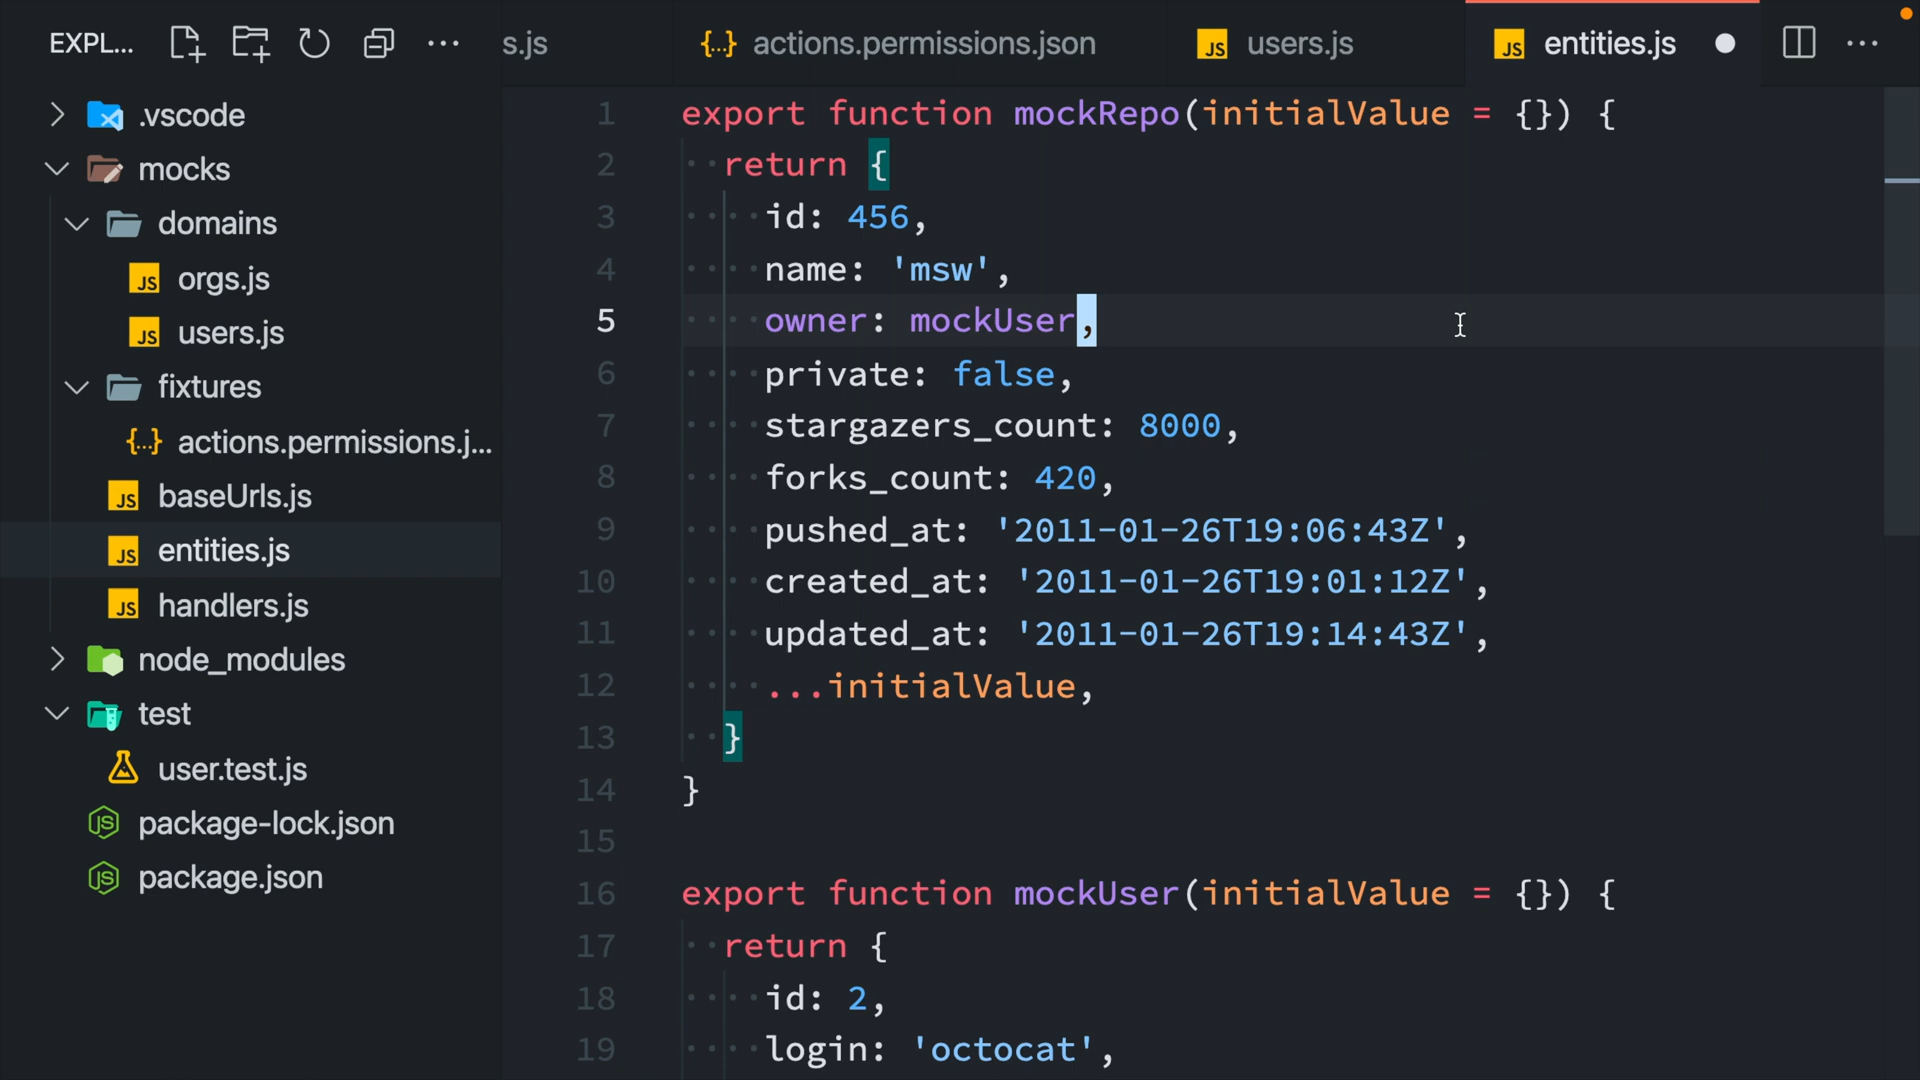 EXPL...
s.js
{..} actions.permissions.json
JS users.js
JS entities.js
.vscode
mocks
domains
JS orgs.js
JS users.js
fixtures
{..} actions.permissions.j...
JS baseUrls.js
JS entities.js
JS handlers.js
node_modules
test
user.test.js
JS package-lock.json
JS package.json
1 export function mockRepo(initialValue = {}) {
2 ··return {
3 ····id: 456,
4 ····name: 'msw',
5 ····owner: mockUser,
6 ····private: false,
7 ····stargazers_count: 8000,
8 ····forks_count: 420,
9 ····pushed_at: '2011-01-26T19:06:43Z',
10 ····created_at: '2011-01-26T19:01:12Z',
11 ····updated_at: '2011-01-26T19:14:43Z',
12 ····...initialValue,
13 ··}
14 }
15
16 export function mockUser(initialValue = {}) {
17 ··return {
18 ····id: 2,
19 ····login: 'octocat',